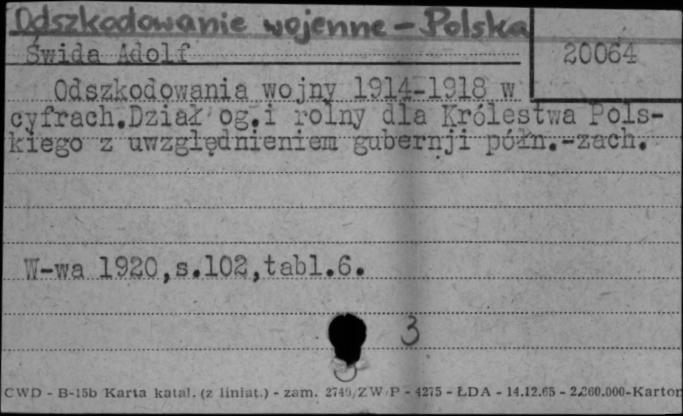 Odszkodowanie wojenne - Polska
Świda Adolf
20064
Odszkodowania wojny 1914-1918 w
cyfrach.Dział og.i rolny dla Królestwa Pols-
kiego z uwzględnieniem gubernji półn.-zach.
W-wa 1920,s.102,tabl.6.
3
CWD - B-15b Karta katal. (z liniat.) - zam. 2749/ZW/P - 4275 - ŁDA - 14.12.65 - 2.260.000-Karton